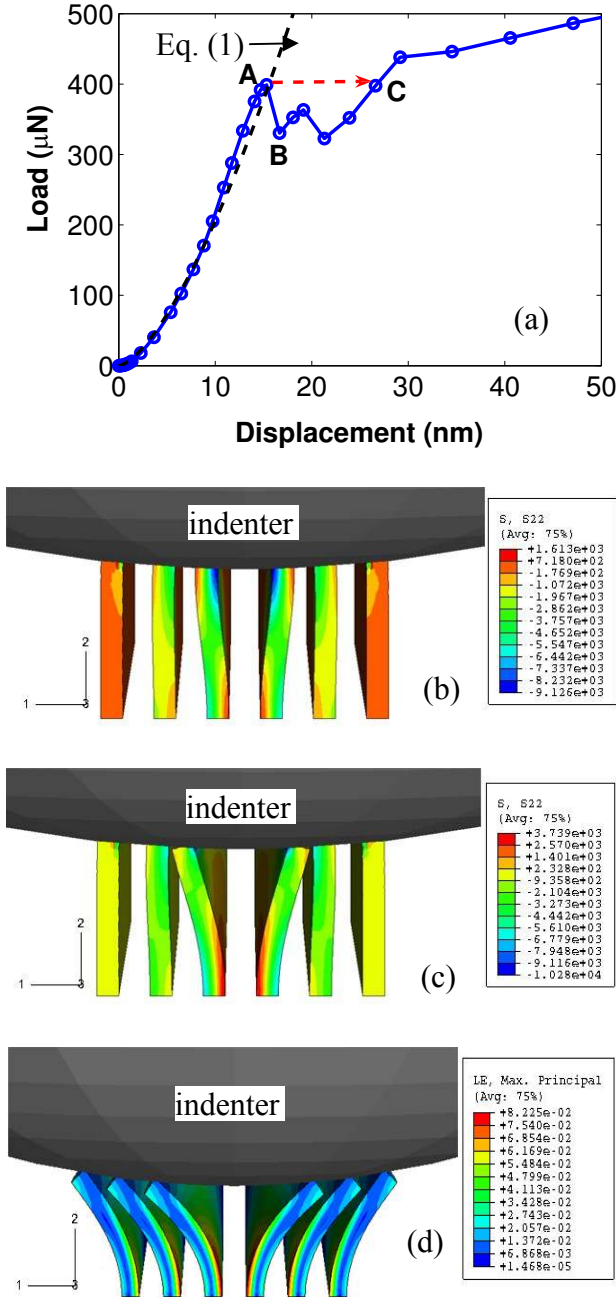 500
400
300
200
100
0
Load (μN)
Eq. (1)
A
B
C
(a)
0 10 20 30 40 50
Displacement (nm)
indenter
2
1
3
(b)
S, S22
(Avg: 75%)
+1.613e+03
+7.180e+02
-1.769e+02
-1.072e+03
-1.967e+03
-2.862e+03
-3.757e+03
-4.652e+03
-5.547e+03
-6.442e+03
-7.337e+03
-8.232e+03
-9.126e+03
indenter
2
1
3
(c)
S, S22
(Avg: 75%)
+3.739e+03
+2.570e+03
+1.401e+03
+2.328e+02
-9.358e+02
-2.104e+03
-3.273e+03
-4.442e+03
-5.610e+03
-6.779e+03
-7.948e+03
-9.116e+03
-1.028e+04
indenter
2
1
3
(d)
LE, Max. Principal
(Avg: 75%)
+8.225e-02
+7.540e-02
+6.854e-02
+6.169e-02
+5.484e-02
+4.799e-02
+4.113e-02
+3.428e-02
+2.743e-02
+2.057e-02
+1.372e-02
+6.868e-03
+1.468e-05